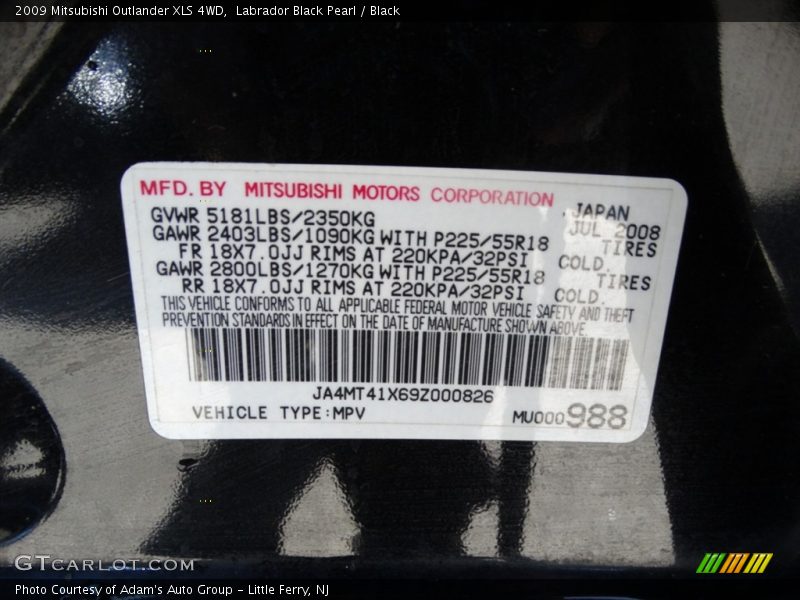 2009 Mitsubishi Outlander XLS 4WD,  Labrador Black Pearl / Black
MFD. BY MITSUBISHI MOTORS CORPORATION JAPAN
GVWR 5181LBS/2350KG JUL 2008
GAWR 2403LBS/1090KG WITH P225/55R18 TIRES
FR 18X7.0JJ RIMS AT 220KPA/32PSI COLD.
GAWR 2800LBS/1270KG WITH P225/55R18 TIRES
RR 18X7.0JJ RIMS AT 220KPA/32PSI COLD.
THIS VEHICLE CONFORMS TO ALL APPLICABLE FEDERAL MOTOR VEHICLE SAFETY AND THEFT
PREVENTION STANDARDS IN EFFECT ON THE DATE OF MANUFACTURE SHOWN ABOVE.
JA4MT41X69Z000826
VEHICLE TYPE:MPV MU000988
GTCARLOT.COM
Photo Courtesy of Adam's Auto Group - Little Ferry, NJ